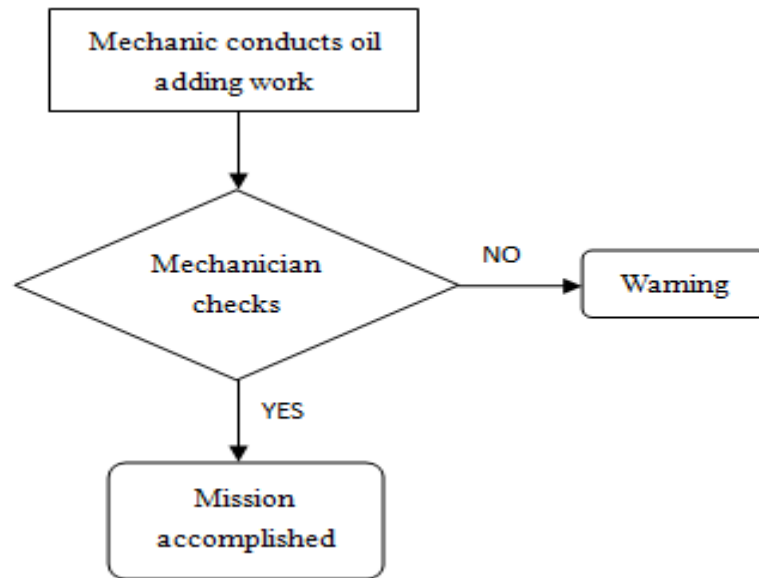 Mechanic conducts oil
adding work
Mechanician
checks
NO
Warning
YES
Mission
accomplished